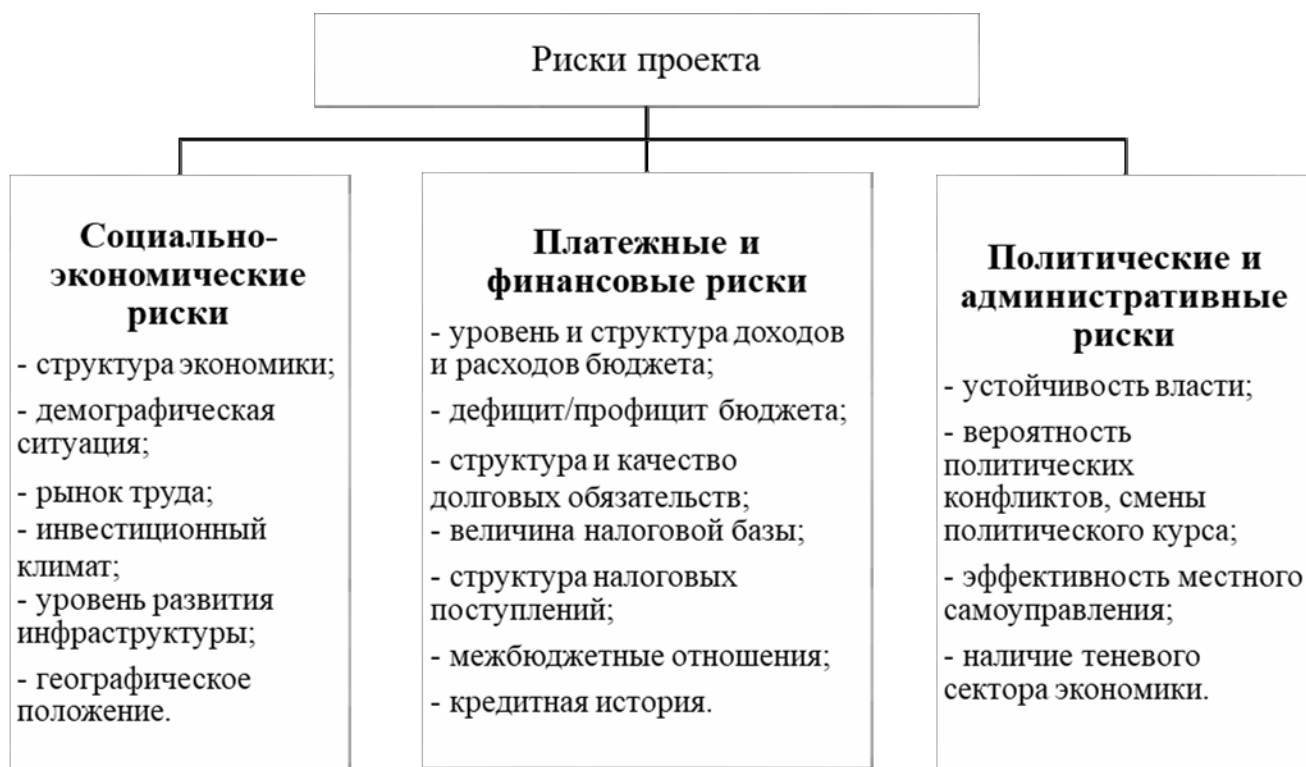 Риски проекта
Социально-
экономические
риски
- структура экономики;
- демографическая
ситуация;
- рынок труда;
- инвестиционный
климат;
- уровень развития
инфраструктуры;
- географическое
положение.
Платежные и
финансовые риски
- уровень и структура доходов
и расходов бюджета;
- дефицит/профицит бюджета;
- структура и качество
долговых обязательств;
- величина налоговой базы;
- структура налоговых
поступлений;
- межбюджетные отношения;
- кредитная история.
Политические и
административные
риски
- устойчивость власти;
- вероятность
политических
конфликтов, смены
политического курса;
- эффективность местного
самоуправления;
- наличие теневого
сектора экономики.